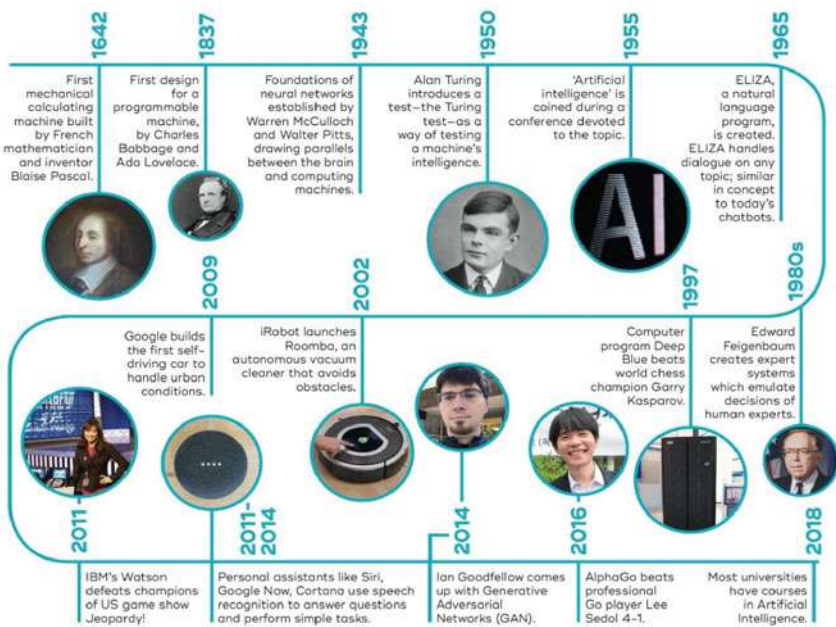 1642
First
mechanical
calculating
machine built
by French
mathematician
and inventor
Blaise Pascal.
1837
First design
for a
programmable
machine,
by Charles
Babbage and
Ada Lovelace.
1943
Foundations of
neural networks
established by
Warren McCulloch
and Walter Pitts,
drawing parallels
between the brain
and computing
machines.
1950
Alan Turing
introduces a
test—the Turing
test—as a
way of testing
a machine's
intelligence.
1955
'Artificial
intelligence' is
coined during a
conference devoted
to the topic.
AI
1965
ELIZA,
a natural
language
program,
is created.
ELIZA handles
dialogue on any
topic; similar
in concept
to today's
chatbots.
1980s
Edward
Feigenbaum
creates expert
systems
which emulate
decisions of
human experts.
1997
Computer
program Deep
Blue beats
world chess
champion Garry
Kasparov.
2002
iRobot launches
Roomba, an
autonomous vacuum
cleaner that avoids
obstacles.
2009
Google builds
the first self-
driving car to
handle urban
conditions.
2011-
IBM's Watson
defeats champions
of US game show
Jeopardy!
2011-
2014
Personal assistants like Siri,
Google Now, Cortana use speech
recognition to answer questions
and perform simple tasks.
2014
Ian Goodfellow comes
up with Generative
Adversarial
Networks (GAN).
2016
AlphaGo beats
professional
Go player Lee
Sedol 4-1.
2018
Most universities
have courses
in Artificial
Intelligence.